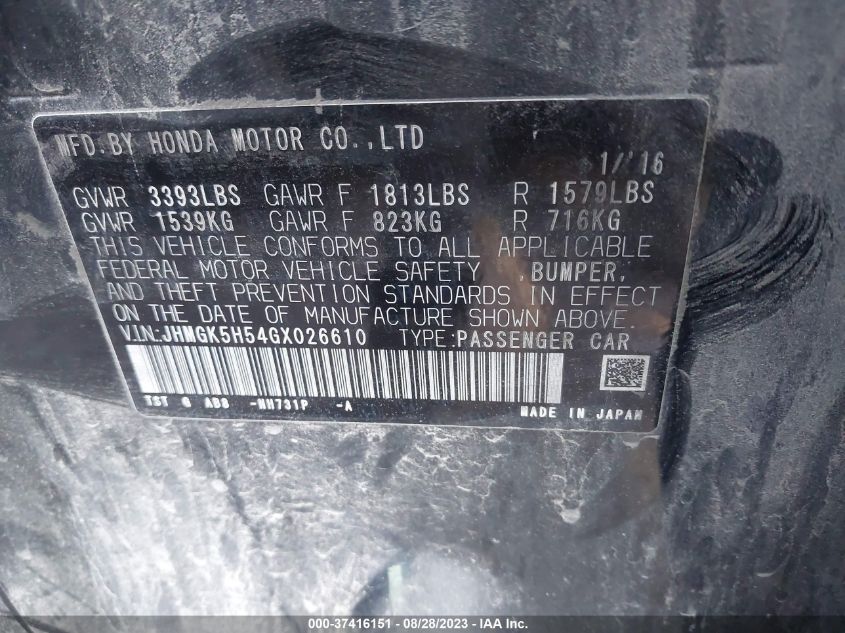 MFD.BY HONDA MOTOR CO.,LTD
1/'16
GVWR 3393LBS GAWR F 1813LBS R 1579LBS
GVWR 1539KG GAWR F 823KG R 716KG
THIS VEHICLE CONFORMS TO ALL APPLICABLE
FEDERAL MOTOR VEHICLE SAFETY ,BUMPER,
AND THEFT PREVENTION STANDARDS IN EFFECT
ON THE DATE OF MANUFACTURE SHOWN ABOVE.
VIN:JHMGK5H54GX026610 TYPE:PASSENGER CAR
TST G AB8 -NH731P -A
MADE IN JAPAN
000-37416151 / 08/28/2023 - IAA Inc.